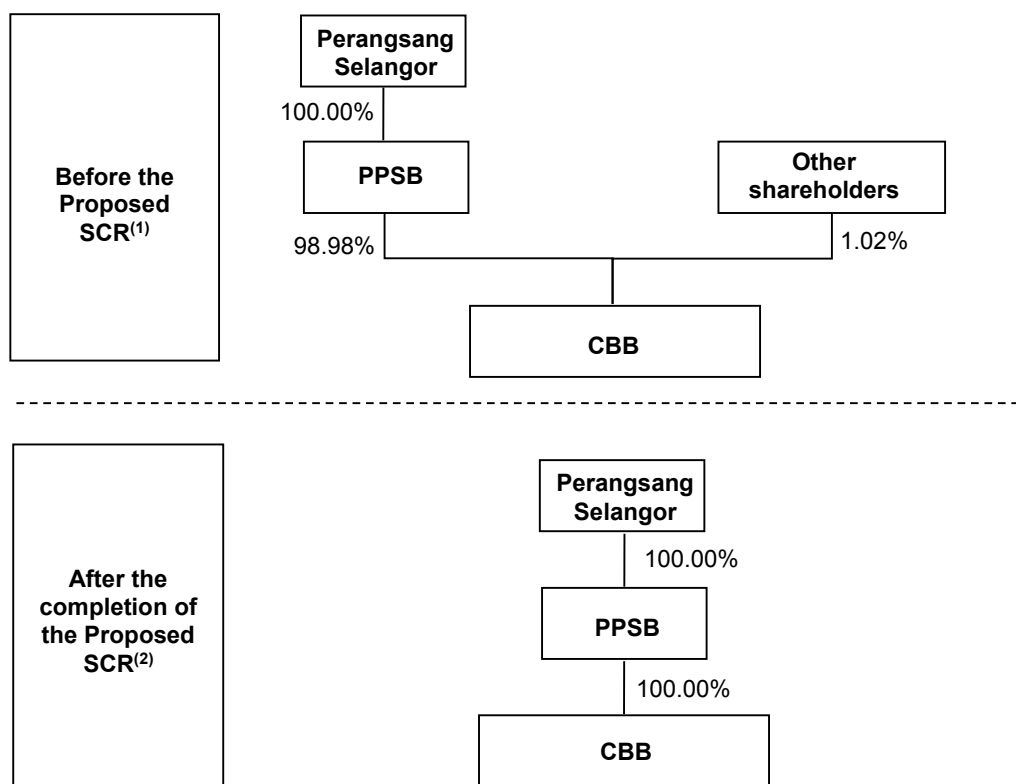 Before the
Proposed
SCR(1)
Perangsang
Selangor
100.00%
PPSB
Other
shareholders
98.98%
1.02%
CBB
After the
completion of
the Proposed
SCR(2)
Perangsang
Selangor
100.00%
PPSB
100.00%
CBB